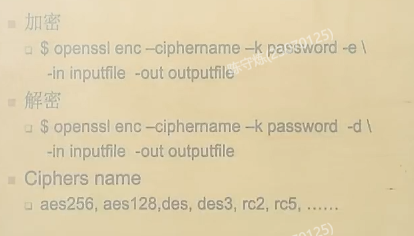 加密
$ openssl enc –ciphername –k password -e \
-in inputfile -out outputfile
解密
$ openssl enc –ciphername –k password -d \
-in inputfile -out outputfile
Ciphers name
aes256, aes128,des, des3, rc2, rc5, ……